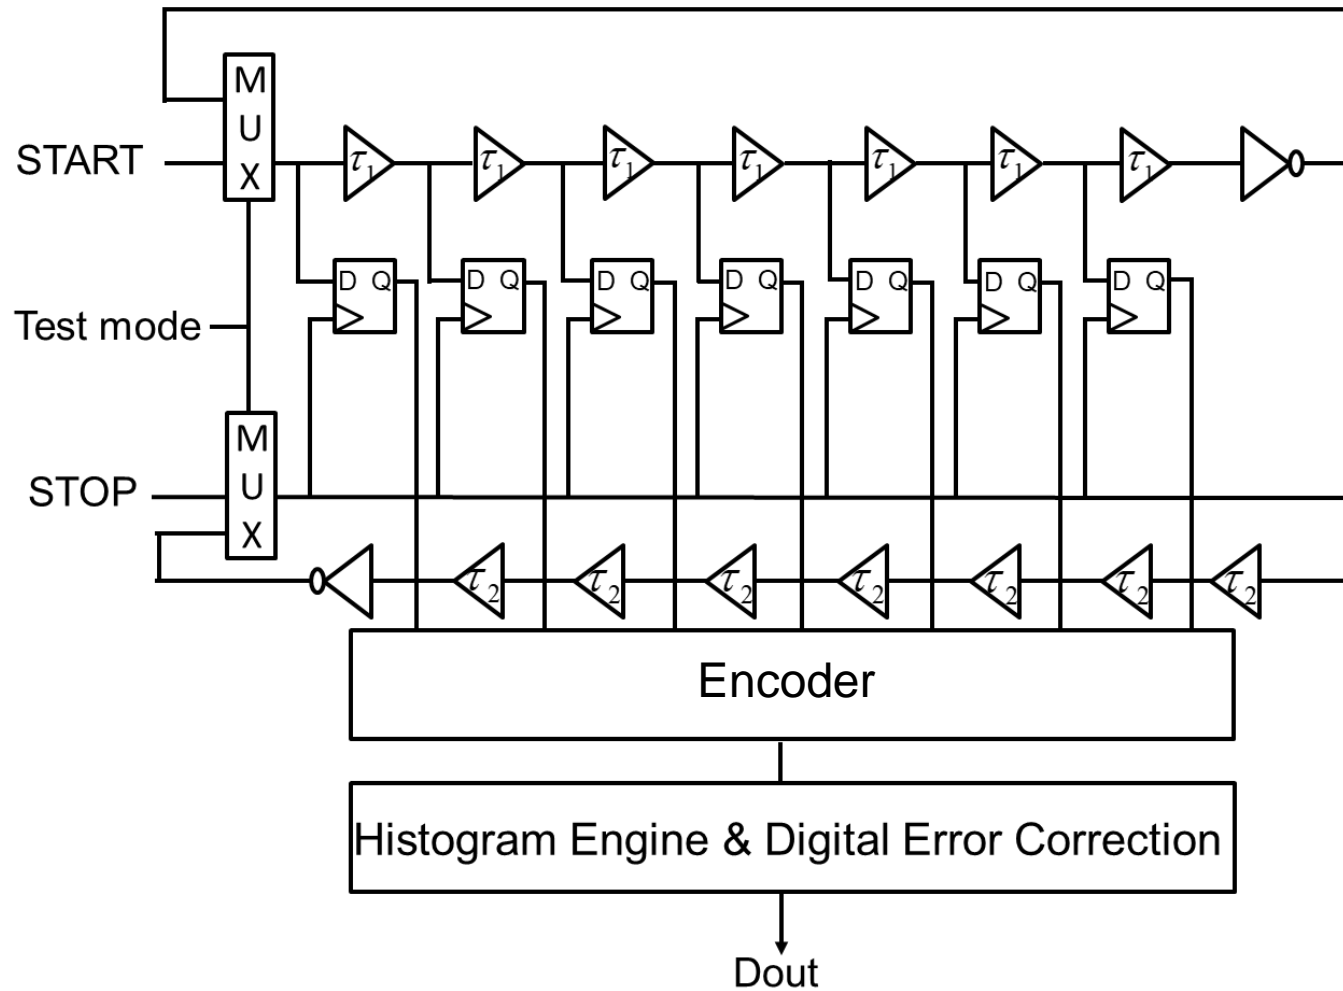 M
U
X
START
τ1 τ1 τ1 τ1 τ1 τ1 τ1
D Q D Q D Q D Q D Q D Q D Q
Test mode
M
U
X
STOP
τ2 τ2 τ2 τ2 τ2 τ2 τ2
Encoder
Histogram Engine & Digital Error Correction
Dout